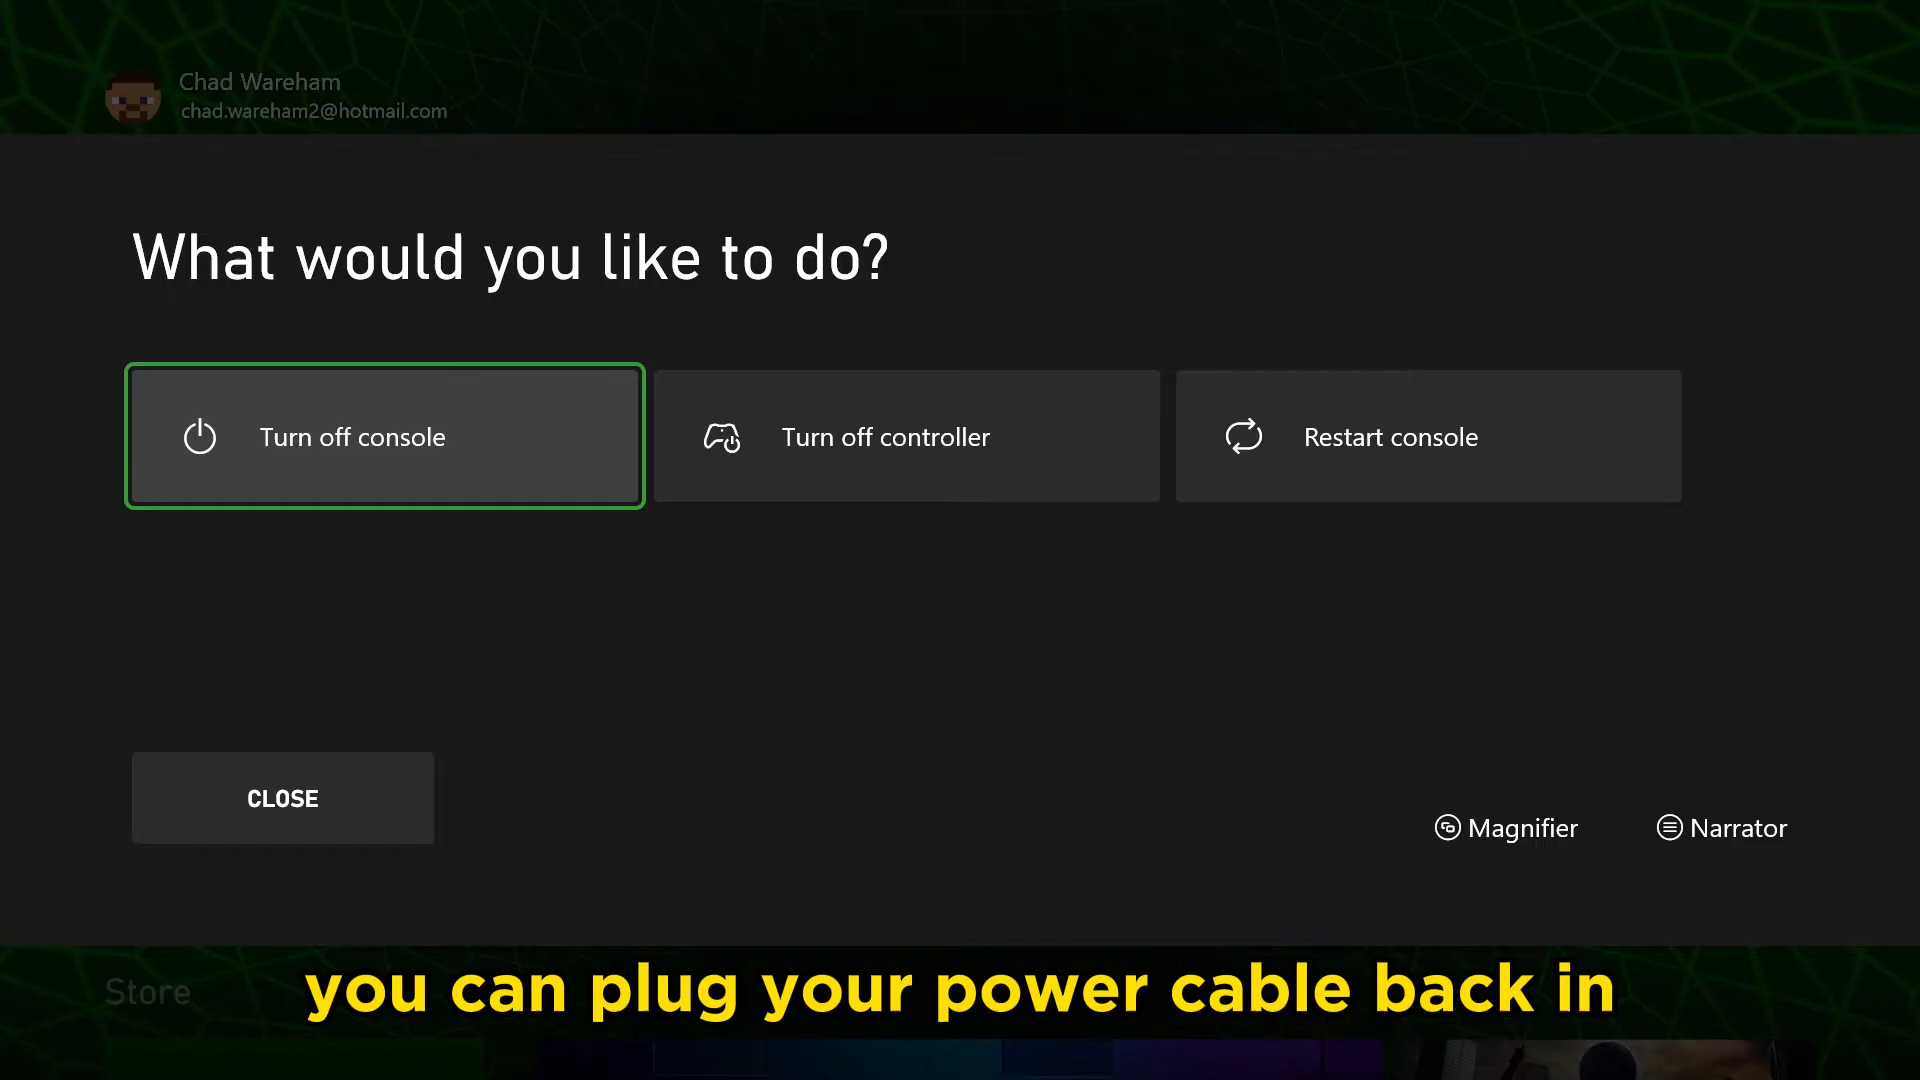 Chad Wareham
chad.wareham2@hotmail.com
What would you like to do?
Turn off console
Turn off controller
Restart console
CLOSE
Magnifier
Narrator
Store
you can plug your power cable back in